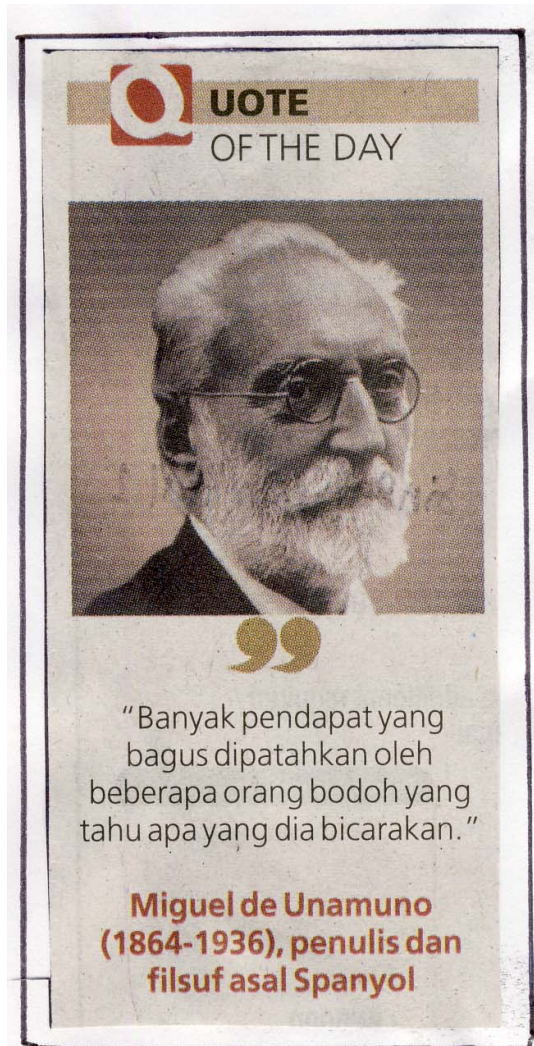 QUOTE
OF THE DAY
“Banyak pendapat yang
bagus dipatahkan oleh
beberapa orang bodoh yang
tahu apa yang dia bicarakan.”
Miguel de Unamuno
(1864-1936), penulis dan
filsuf asal Spanyol